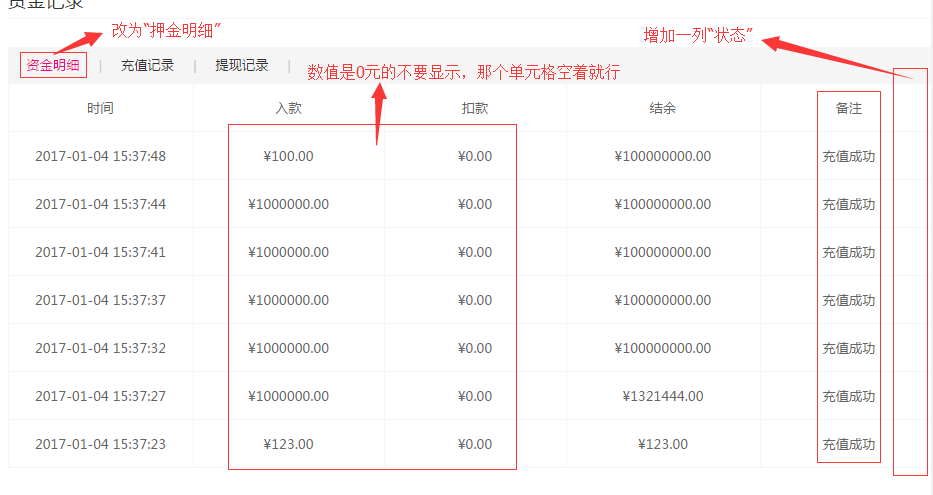 资金记录
改为“押金明细”
增加一列“状态”
资金明细 | 充值记录 | 提现记录 |
数值是0元的不要显示，那个单元格空着就行
时间 入款 扣款 结余 备注
2017-01-04 15:37:48 ¥100.00 ¥0.00 ¥100000000.00 充值成功
2017-01-04 15:37:44 ¥1000000.00 ¥0.00 ¥100000000.00 充值成功
2017-01-04 15:37:41 ¥1000000.00 ¥0.00 ¥100000000.00 充值成功
2017-01-04 15:37:37 ¥1000000.00 ¥0.00 ¥100000000.00 充值成功
2017-01-04 15:37:32 ¥1000000.00 ¥0.00 ¥100000000.00 充值成功
2017-01-04 15:37:27 ¥1000000.00 ¥0.00 ¥1321444.00 充值成功
2017-01-04 15:37:23 ¥123.00 ¥0.00 ¥123.00 充值成功